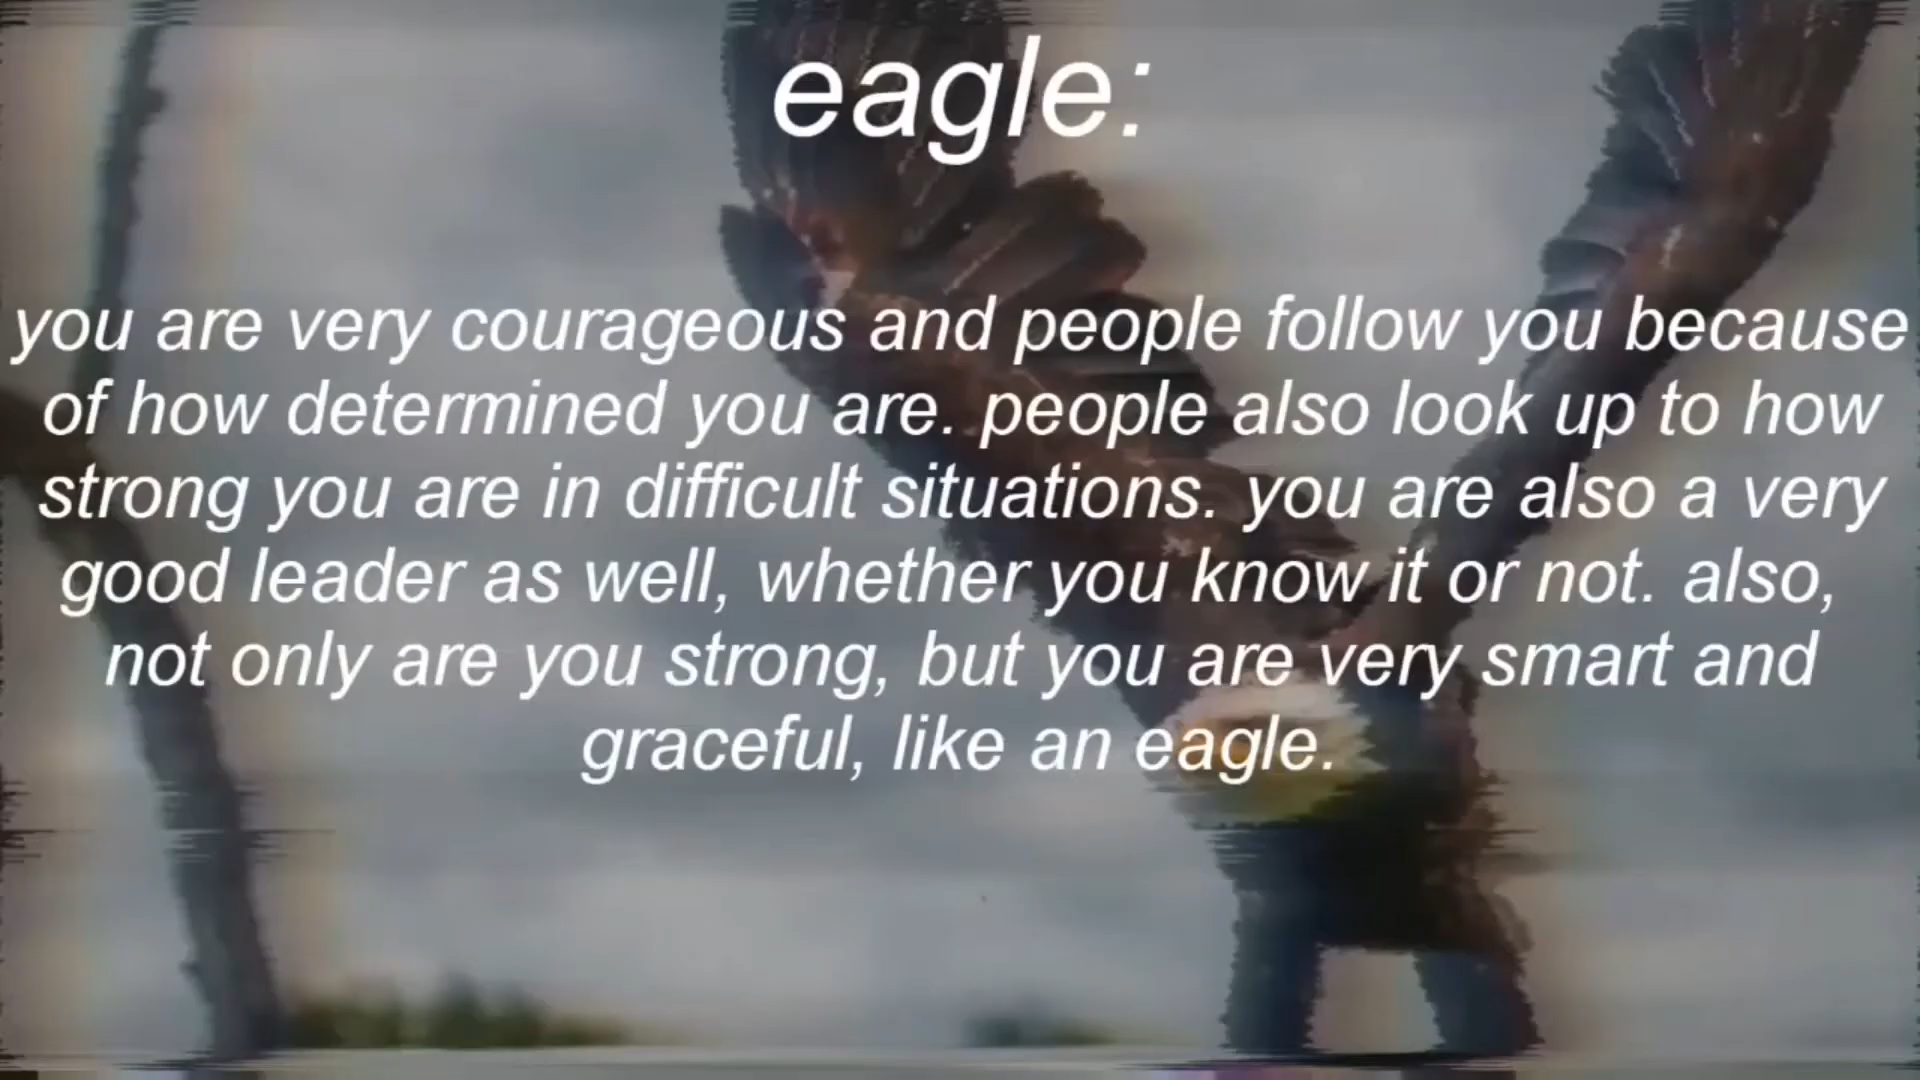 eagle:
you are very courageous and people follow you because
of how determined you are. people also look up to how
strong you are in difficult situations. you are also a very
good leader as well, whether you know it or not. also,
not only are you strong, but you are very smart and
graceful, like an eagle.